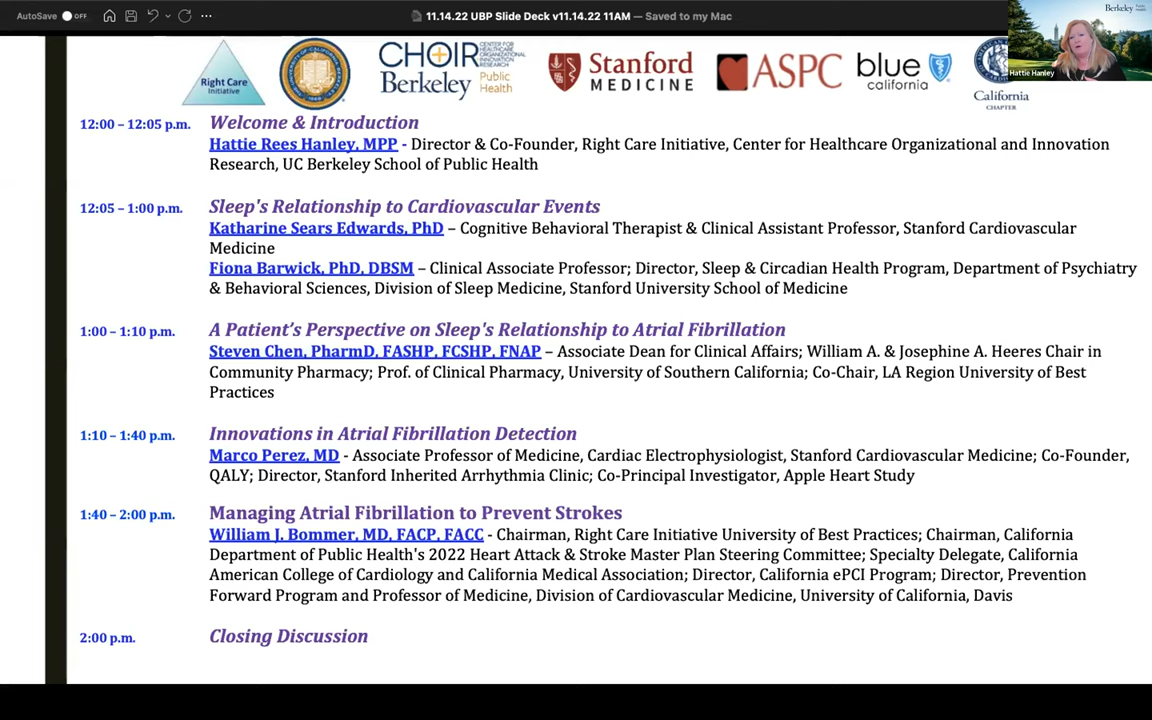 AutoSave OFF
11.14.22 UBP Slide Deck v11.14.22 11AM — Saved to my Mac
Berkeley
Hattie Hanley
Right Care
Initiative
CHOIR
CENTER FOR
HEALTHCARE
ORGANIZATIONAL
AND INNOVATION
RESEARCH
Berkeley Public
Health
Stanford
MEDICINE
ASPC
blue
california
California
CHAPTER
12:00 – 12:05 p.m. Welcome & Introduction
Hattie Rees Hanley, MPP - Director & Co-Founder, Right Care Initiative, Center for Healthcare Organizational and Innovation
Research, UC Berkeley School of Public Health
12:05 – 1:00 p.m. Sleep's Relationship to Cardiovascular Events
Katharine Sears Edwards, PhD – Cognitive Behavioral Therapist & Clinical Assistant Professor, Stanford Cardiovascular
Medicine
Fiona Barwick, PhD, DBSM – Clinical Associate Professor; Director, Sleep & Circadian Health Program, Department of Psychiatry
& Behavioral Sciences, Division of Sleep Medicine, Stanford University School of Medicine
1:00 – 1:10 p.m. A Patient’s Perspective on Sleep's Relationship to Atrial Fibrillation
Steven Chen, PharmD, FASHP, FCSHP, FNAP – Associate Dean for Clinical Affairs; William A. & Josephine A. Heeres Chair in
Community Pharmacy; Prof. of Clinical Pharmacy, University of Southern California; Co-Chair, LA Region University of Best
Practices
1:10 – 1:40 p.m. Innovations in Atrial Fibrillation Detection
Marco Perez, MD - Associate Professor of Medicine, Cardiac Electrophysiologist, Stanford Cardiovascular Medicine; Co-Founder,
QALY; Director, Stanford Inherited Arrhythmia Clinic; Co-Principal Investigator, Apple Heart Study
1:40 – 2:00 p.m. Managing Atrial Fibrillation to Prevent Strokes
William J. Bommer, MD, FACP, FACC - Chairman, Right Care Initiative University of Best Practices; Chairman, California
Department of Public Health's 2022 Heart Attack & Stroke Master Plan Steering Committee; Specialty Delegate, California
American College of Cardiology and California Medical Association; Director, California ePCI Program; Director, Prevention
Forward Program and Professor of Medicine, Division of Cardiovascular Medicine, University of California, Davis
2:00 p.m. Closing Discussion